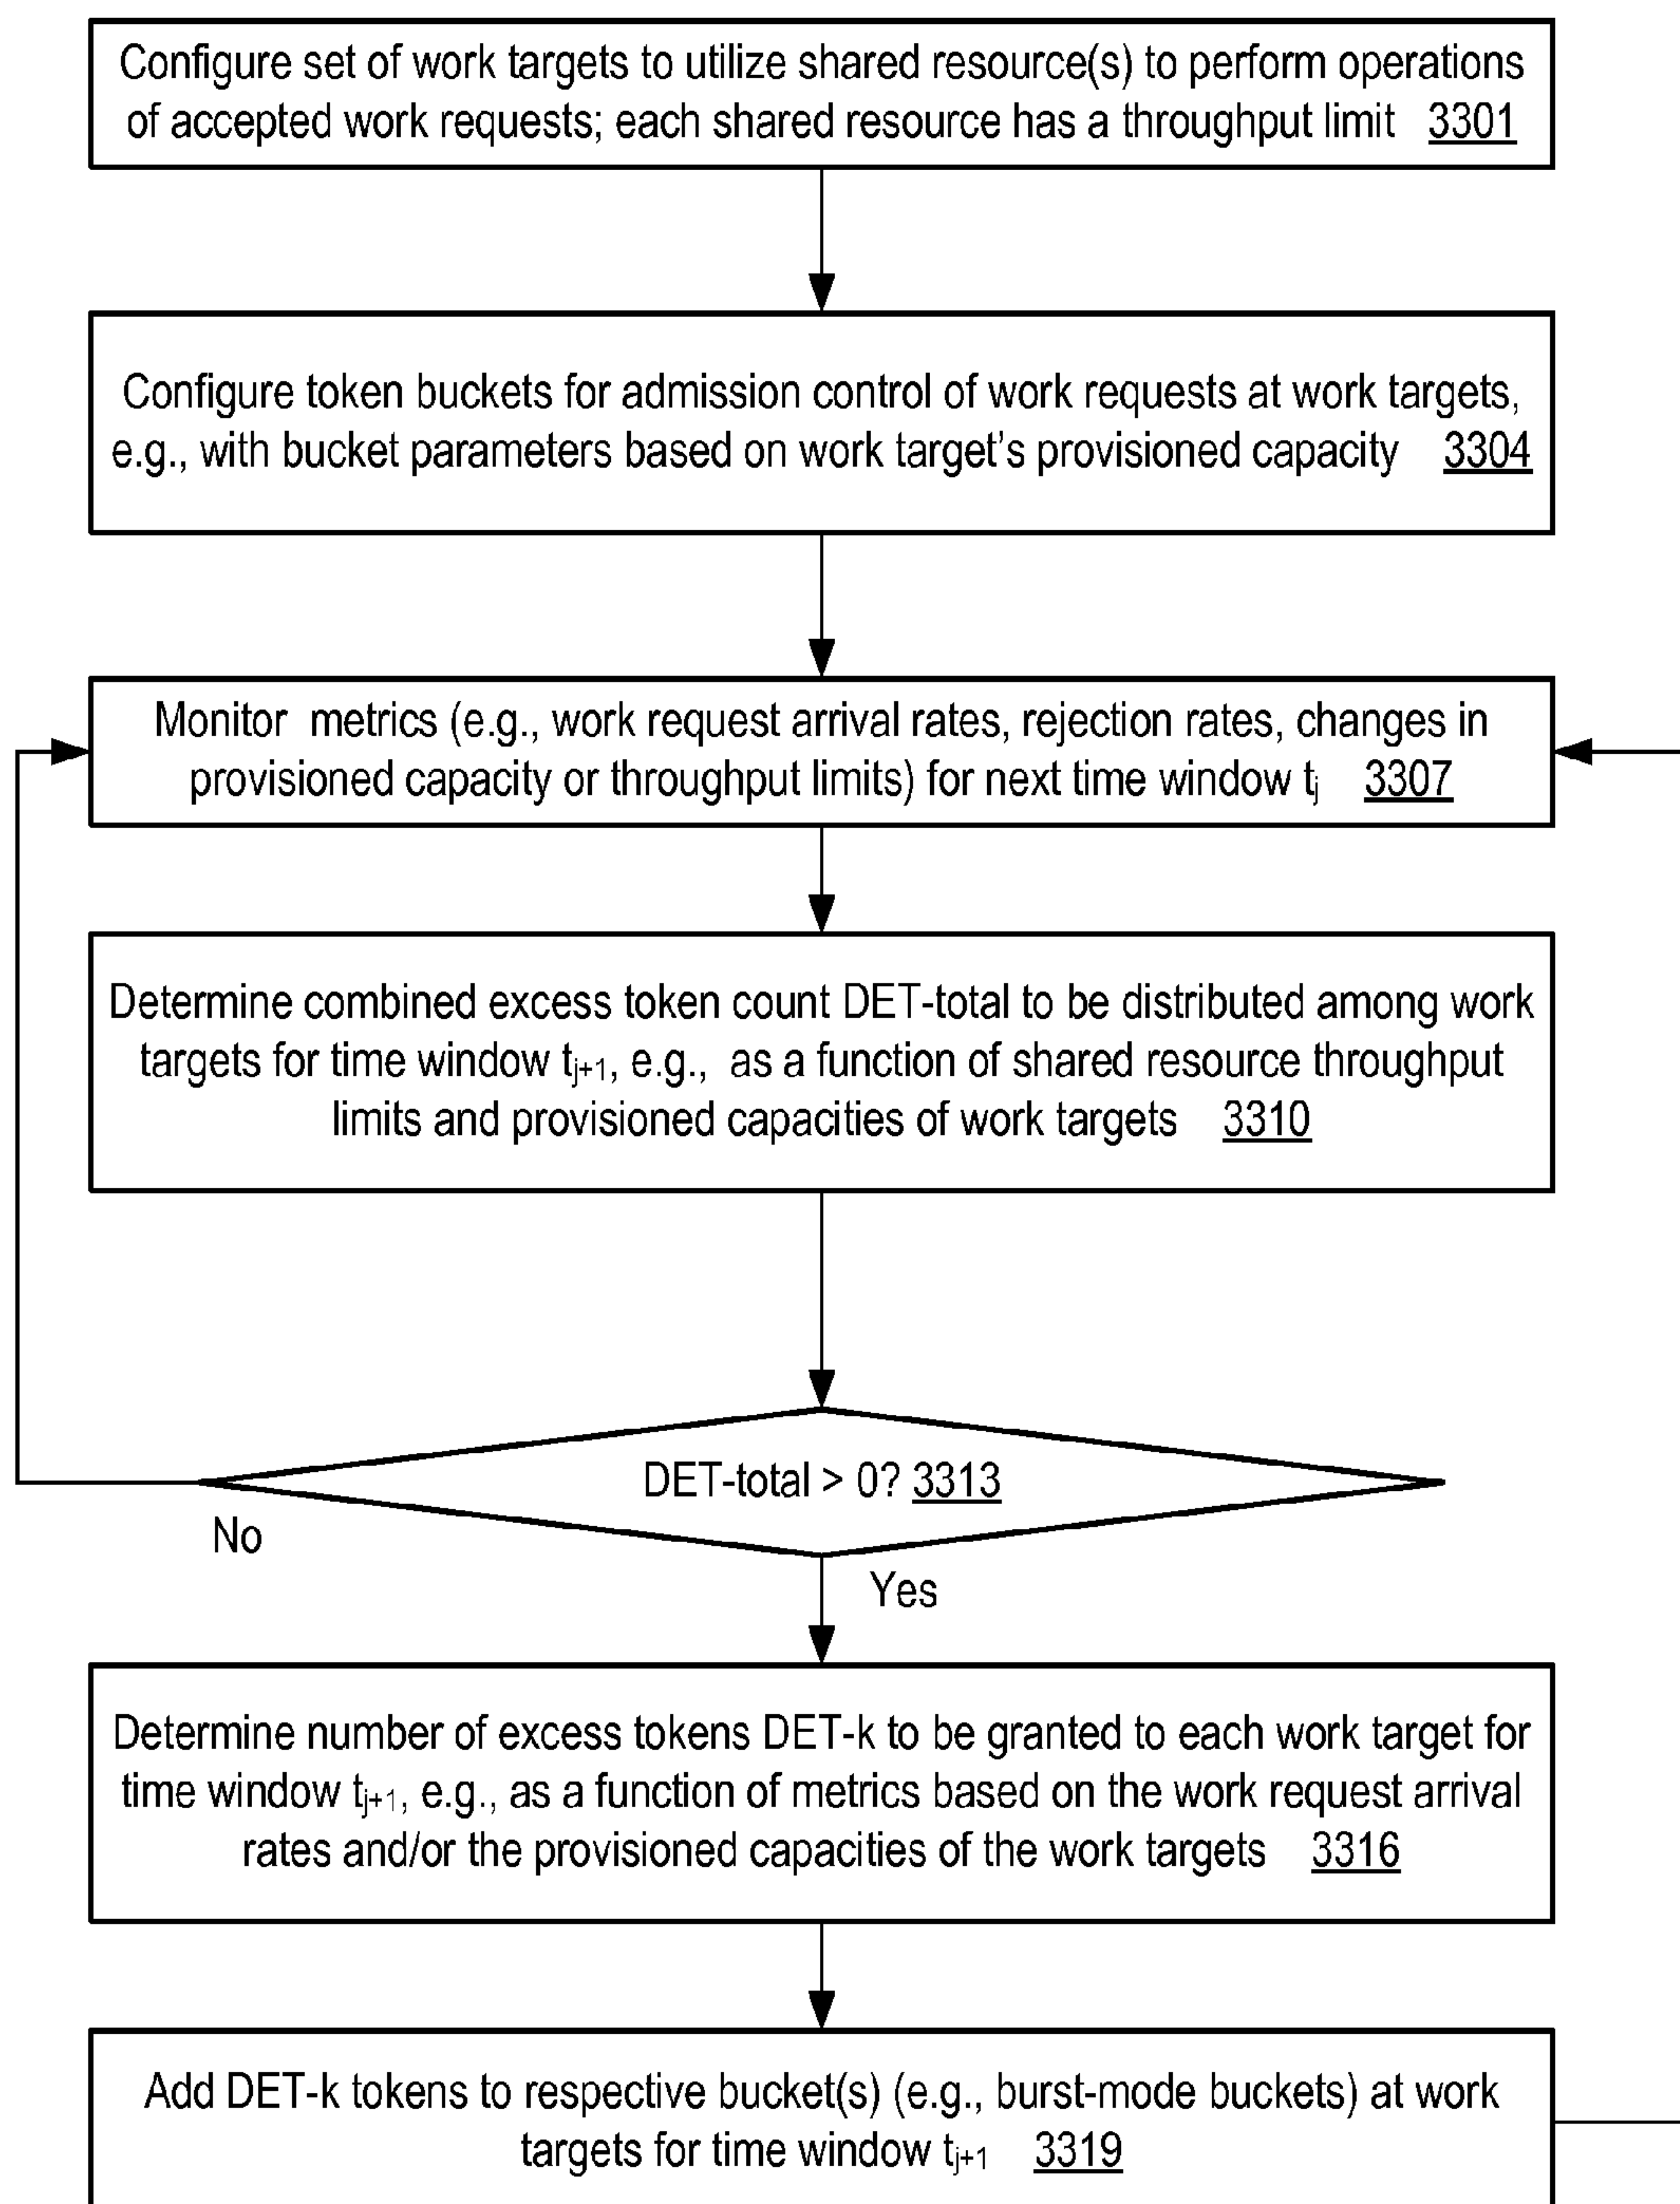 Configure set of work targets to utilize shared resource(s) to perform operations
of accepted work requests; each shared resource has a throughput limit 3301
Configure token buckets for admission control of work requests at work targets,
e.g., with bucket parameters based on work target's provisioned capacity 3304
Monitor metrics (e.g., work request arrival rates, rejection rates, changes in
provisioned capacity or throughput limits) for next time window tj 3307
Determine combined excess token count DET-total to be distributed among work
targets for time window tj+1, e.g., as a function of shared resource throughput
limits and provisioned capacities of work targets 3310
DET-total > 0? 3313
No
Yes
Determine number of excess tokens DET-k to be granted to each work target for
time window tj+1, e.g., as a function of metrics based on the work request arrival
rates and/or the provisioned capacities of the work targets 3316
Add DET-k tokens to respective bucket(s) (e.g., burst-mode buckets) at work
targets for time window tj+1 3319